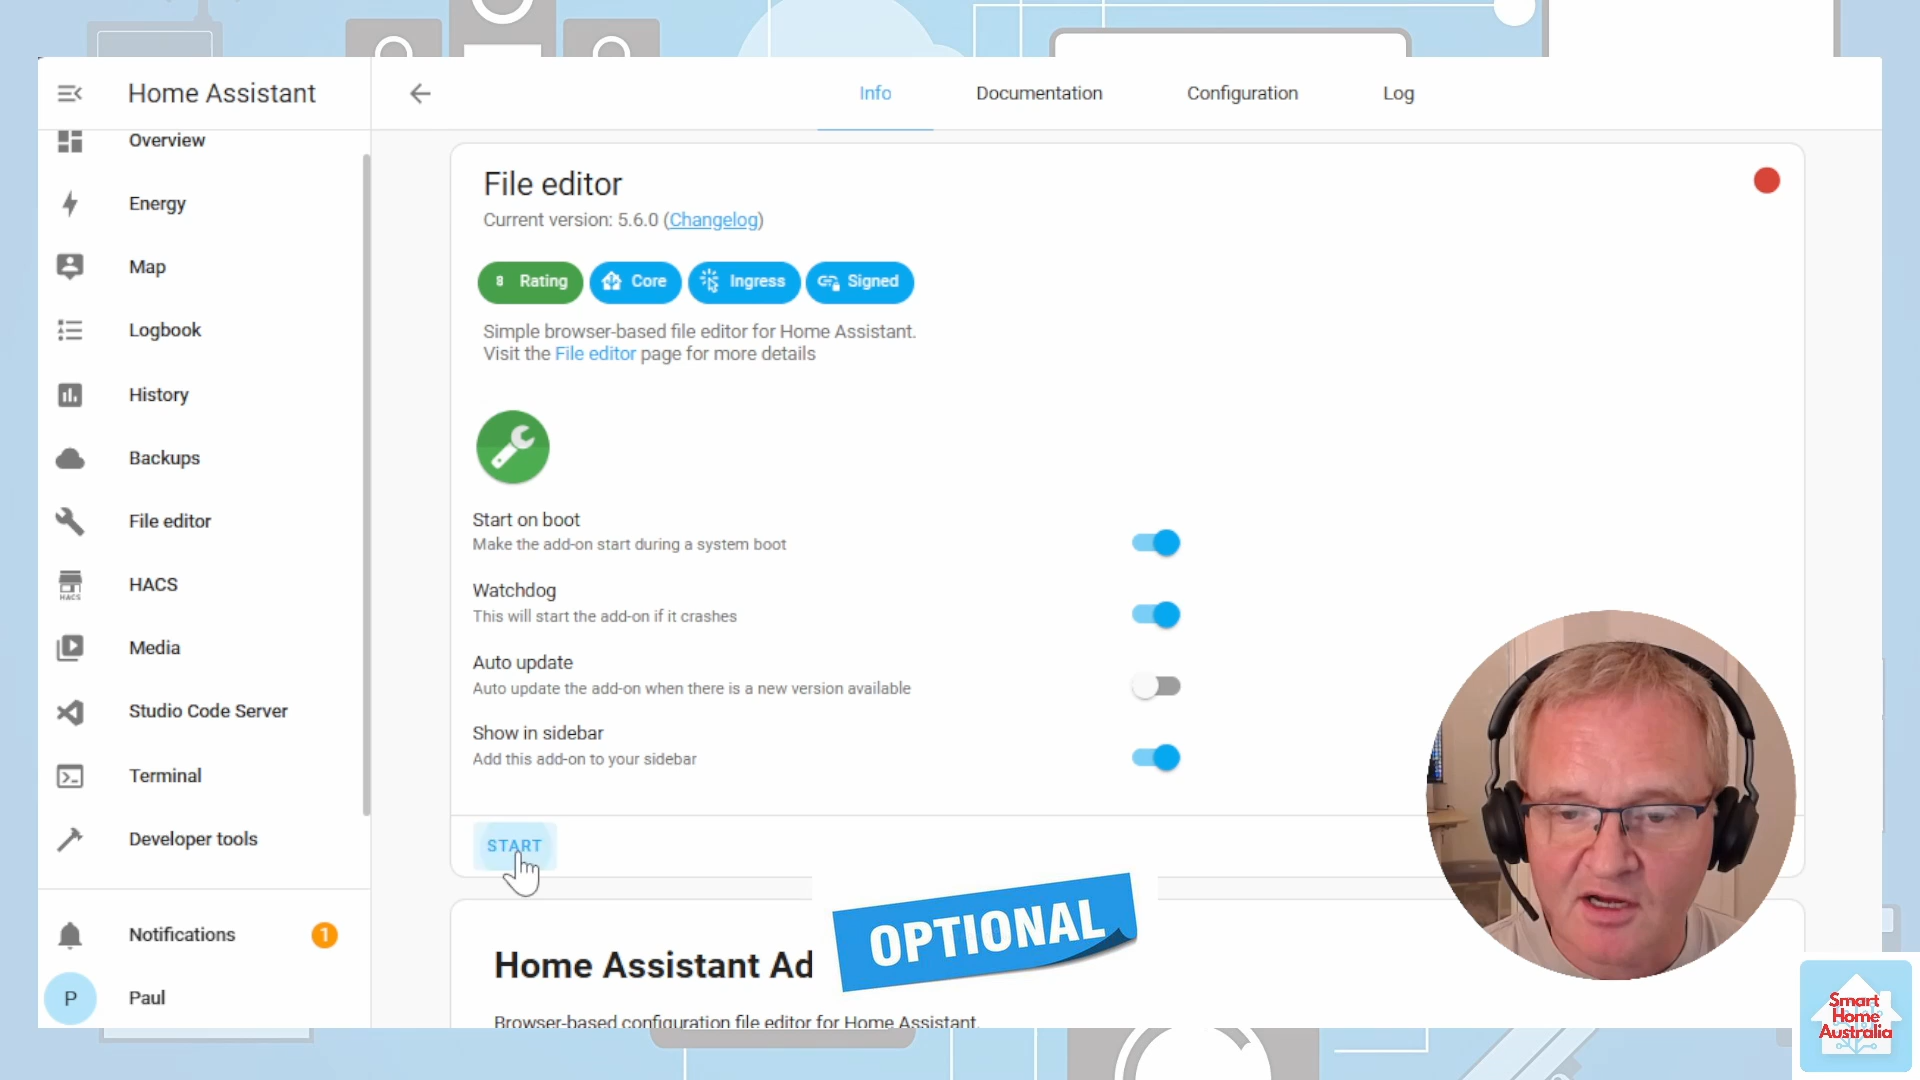 Home Assistant
Info
Documentation
Configuration
Log
Overview
Energy
Map
Logbook
History
Backups
File editor
HACS
HACS
Media
Studio Code Server
Terminal
Developer tools
Notifications
1
P
Paul
File editor
Current version: 5.6.0 (Changelog)
8 Rating
Core
Ingress
Signed
Simple browser-based file editor for Home Assistant.
Visit the File editor page for more details
Start on boot
Make the add-on start during a system boot
Watchdog
This will start the add-on if it crashes
Auto update
Auto update the add-on when there is a new version available
Show in sidebar
Add this add-on to your sidebar
START
OPTIONAL
Home Assistant Ad
Browser-based configuration file editor for Home Assistant.
Smart
Home
Australia